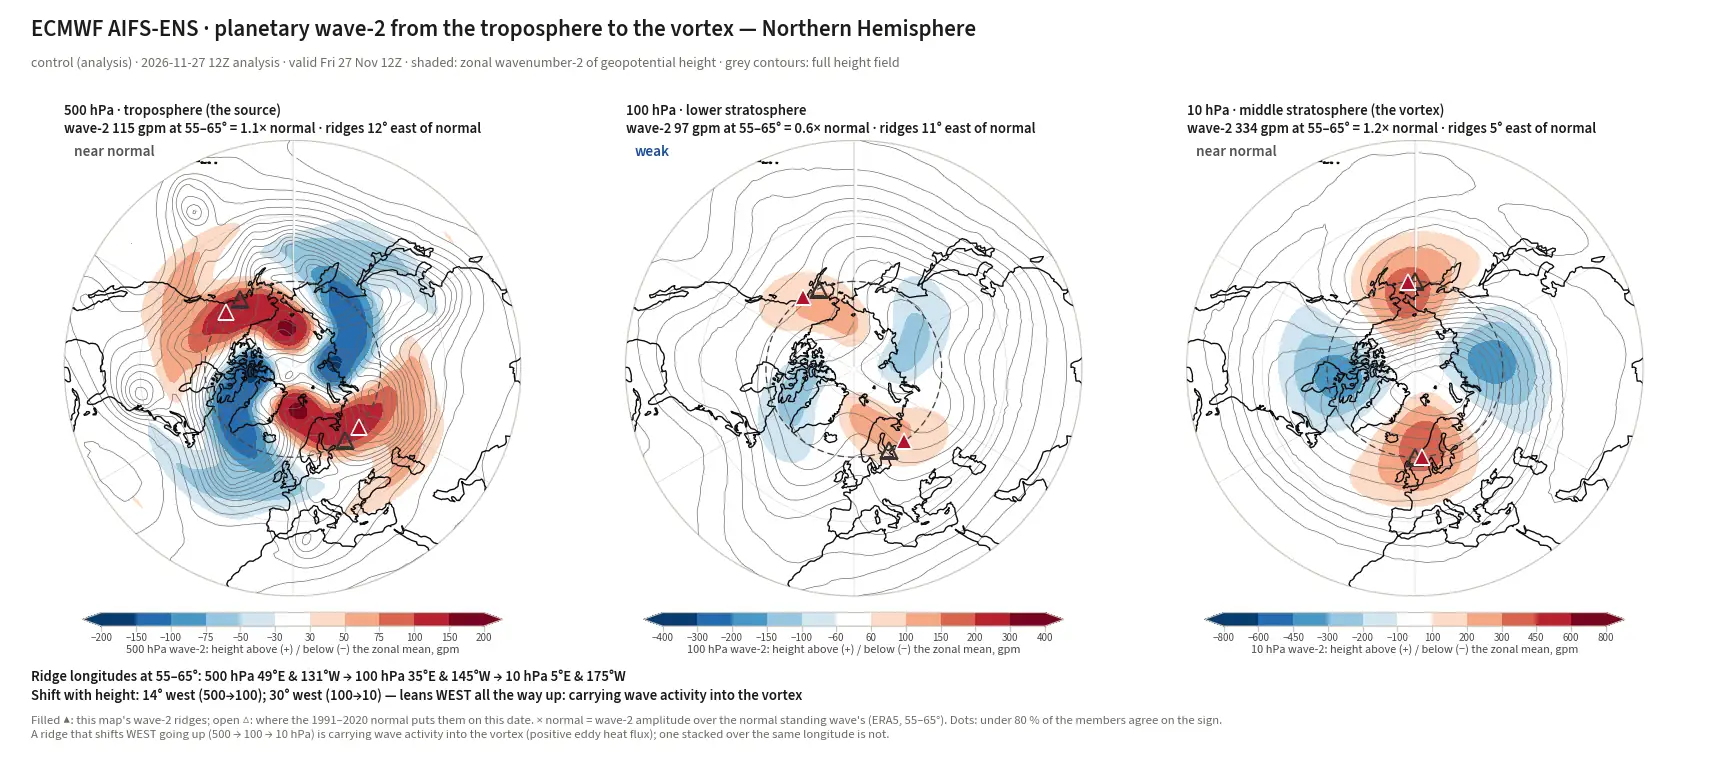 ECMWF AIFS-ENS · planetary wave-2 from the troposphere to the vortex — Northern Hemisphere
control (analysis) · 2026-11-27 12Z analysis · valid Fri 27 Nov 12Z · shaded: zonal wavenumber-2 of geopotential height · grey contours: full height field
500 hPa · troposphere (the source)
wave-2 115 gpm at 55–65° = 1.1× normal · ridges 12° east of normal
near normal
100 hPa · lower stratosphere
wave-2 97 gpm at 55–65° = 0.6× normal · ridges 11° east of normal
weak
10 hPa · middle stratosphere (the vortex)
wave-2 334 gpm at 55–65° = 1.2× normal · ridges 5° east of normal
near normal
−200 −150 −100 −75 −50 −30 30 50 75 100 150 200
500 hPa wave-2: height above (+) / below (−) the zonal mean, gpm
−400 −300 −200 −150 −100 −60 60 100 150 200 300 400
100 hPa wave-2: height above (+) / below (−) the zonal mean, gpm
−800 −600 −450 −300 −200 −100 100 200 300 450 600 800
10 hPa wave-2: height above (+) / below (−) the zonal mean, gpm
Ridge longitudes at 55–65°: 500 hPa 49°E & 131°W → 100 hPa 35°E & 145°W → 10 hPa 5°E & 175°W
Shift with height: 14° west (500→100); 30° west (100→10) — leans WEST all the way up: carrying wave activity into the vortex
Filled ▲: this map's wave-2 ridges; open △: where the 1991–2020 normal puts them on this date. × normal = wave-2 amplitude over the normal standing wave's (ERA5, 55–65°). Dots: under 80 % of the members agree on the sign.
A ridge that shifts WEST going up (500 → 100 → 10 hPa) is carrying wave activity into the vortex (positive eddy heat flux); one stacked over the same longitude is not.